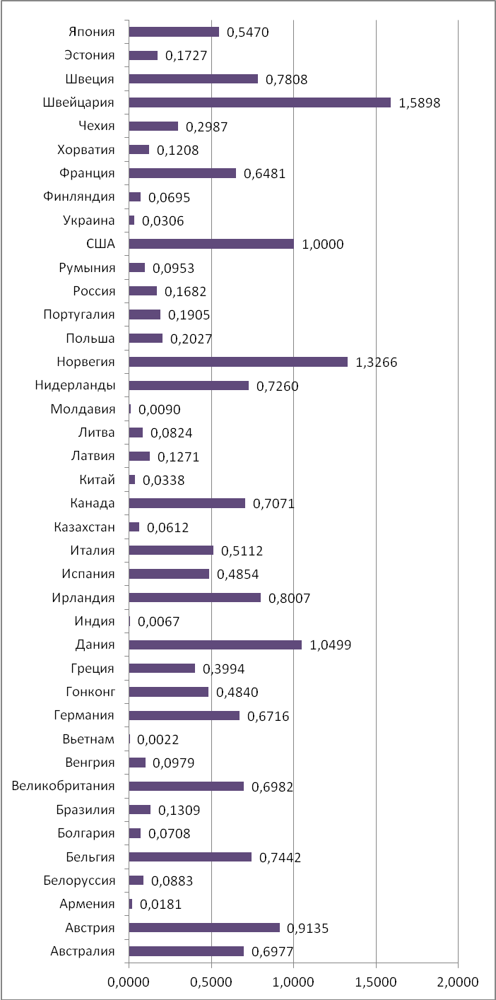 Япония 0,5470
Эстония 0,1727
Швеция 0,7808
Швейцария 1,5898
Чехия 0,2987
Хорватия 0,1208
Франция 0,6481
Финляндия 0,0695
Украина 0,0306
США 1,0000
Румыния 0,0953
Россия 0,1682
Португалия 0,1905
Польша 0,2027
Норвегия 1,3266
Нидерланды 0,7260
Молдавия 0,0090
Литва 0,0824
Латвия 0,1271
Китай 0,0338
Канада 0,7071
Казахстан 0,0612
Италия 0,5112
Испания 0,4854
Ирландия 0,8007
Индия 0,0067
Дания 1,0499
Греция 0,3994
Гонконг 0,4840
Германия 0,6716
Вьетнам 0,0022
Венгрия 0,0979
Великобритания 0,6982
Бразилия 0,1309
Болгария 0,0708
Бельгия 0,7442
Белоруссия 0,0883
Армения 0,0181
Австрия 0,9135
Австралия 0,6977
0,0000 0,5000 1,0000 1,5000 2,0000